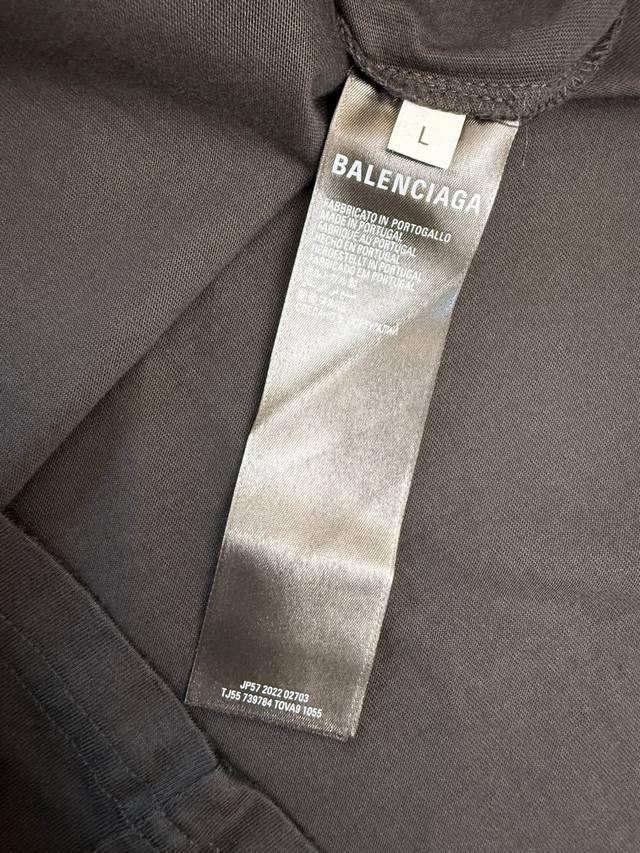 L
BALENCIAGA
FABBRICATO IN PORTOGALLO
MADE IN PORTUGAL
FABRIQUÉ AU PORTUGAL
HECHO EN PORTUGAL
HERGESTELLT IN PORTUGAL
FABRICADO EM PORTUGAL
JP57 2022 02703
TJ55 739784 TOVA9 1055